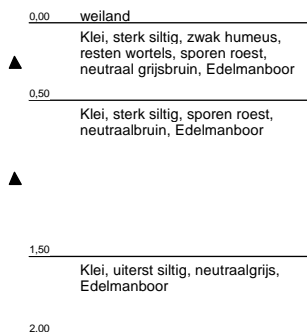 0,00 weiland
Klei, sterk siltig, zwak humeus,
resten wortels, sporen roest,
neutraal grijsbruin, Edelmanboor
0,50
Klei, sterk siltig, sporen roest,
neutraalbruin, Edelmanboor
1,50
Klei, uiterst siltig, neutraalgrijs,
Edelmanboor
2.00